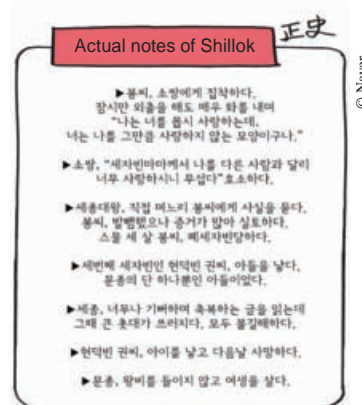 正史
Actual notes of Shillok
© Naver
▶봉씨, 소쌍에게 집착하다.
잠시만 외출을 해도 매우 화를 내며
“나는 너를 몹시 사랑하는데,
너는 나를 그만큼 사랑하지 않는 모양이구나.”
▶소쌍, “세자빈마마께서 나를 다른 사람과 달리
너무 사랑하시니 무섭다”호소하다.
▶세종대왕, 직접 며느리 봉씨에게 사실을 묻다.
봉씨, 발뺌했으나 증거가 많아 실토하다.
스물 세 살 봉씨, 폐세자빈당하다.
▶세번째 세자빈인 현덕빈 권씨, 아들을 낳다.
문종의 단 하나뿐인 아들이었다.
▶세종, 너무나 기뻐하며 축복하는 글을 읽는데
그때 큰 촛대가 쓰러지다. 모두 불길해하다.
▶현덕빈 권씨, 아이를 낳고 다음날 사망하다.
▶문종, 왕비를 들이지 않고 여생을 살다.